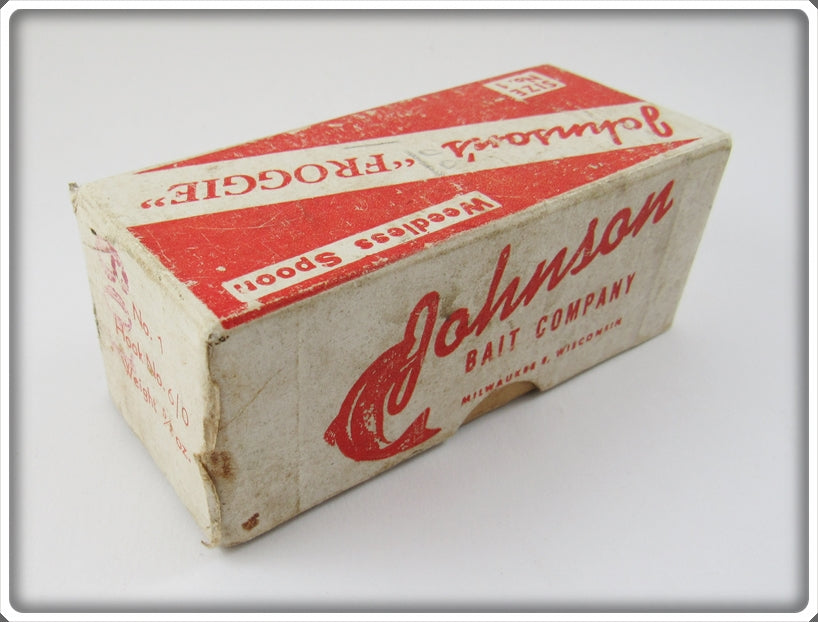 SIZE
No. 1
Johnson's "FROGGIE"
Weedless Spoon
Johnson
BAIT COMPANY
MILWAUKEE 8, WISCONSIN
No. 1
Hook No. 6/0
Weight oz.